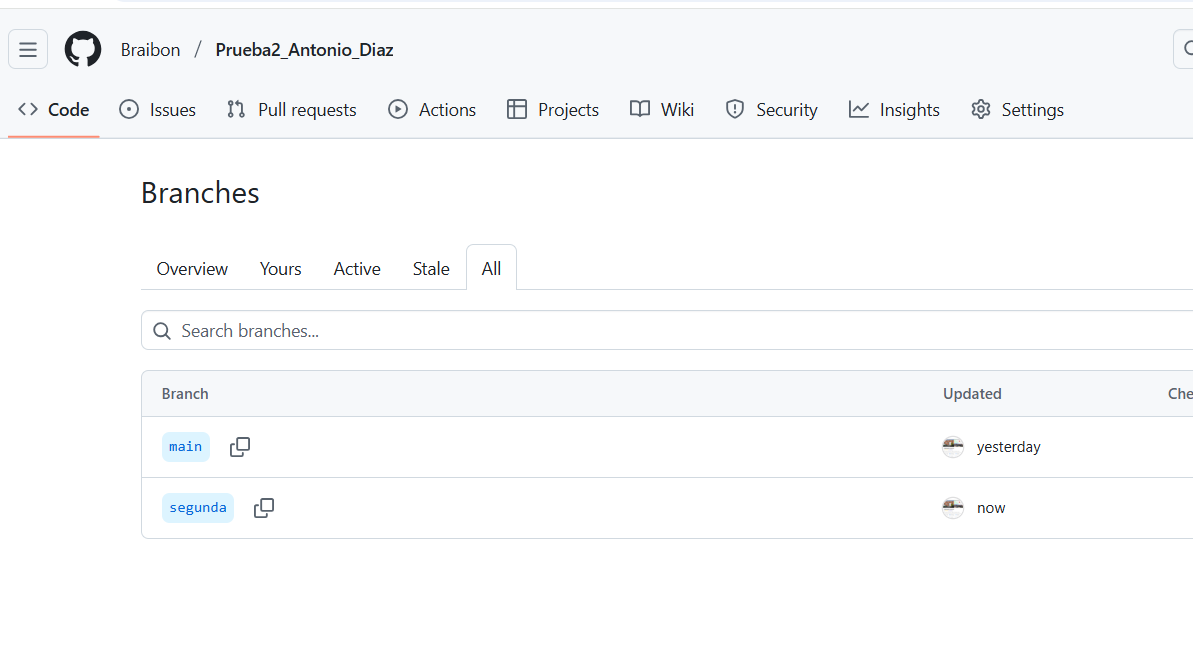 Braibon / Prueba2_Antonio_Diaz
Code Issues Pull requests Actions Projects Wiki Security Insights Settings
Branches
Overview Yours Active Stale All
Search branches...
Branch Updated Che
main yesterday
segunda now